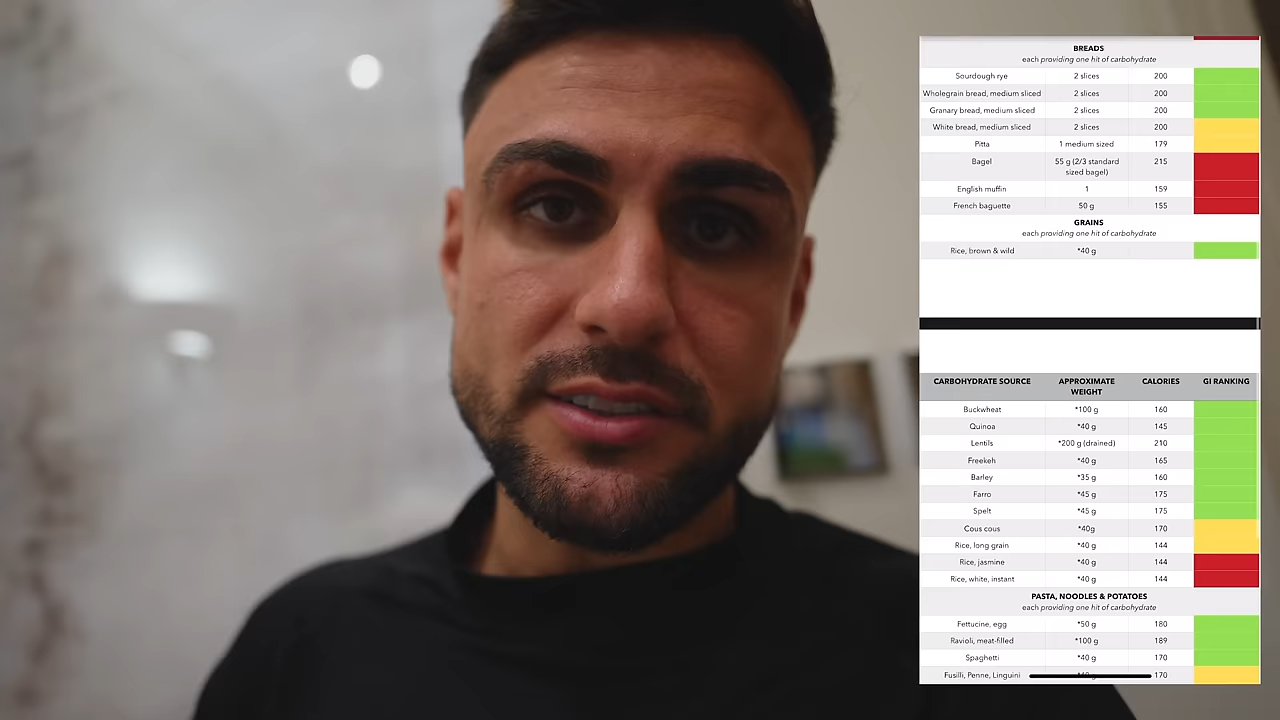 BREADS
each providing one hit of carbohydrate
Sourdough rye 2 slices 200
Wholegrain bread, medium sliced 2 slices 200
Granary bread, medium sliced 2 slices 200
White bread, medium sliced 2 slices 200
Pitta 1 medium sized 179
Bagel 55 g (2/3 standard sized bagel) 215
English muffin 1 159
French baguette 50 g 155
GRAINS
each providing one hit of carbohydrate
Rice, brown & wild *40 g
CARBOHYDRATE SOURCE APPROXIMATE WEIGHT CALORIES GI RANKING
Buckwheat *100 g 160
Quinoa *40 g 145
Lentils *200 g (drained) 210
Freekeh *40 g 165
Barley *35 g 160
Farro *45 g 175
Spelt *45 g 175
Cous cous *40g 170
Rice, long grain *40 g 144
Rice, jasmine *40 g 144
Rice, white, instant *40 g 144
PASTA, NOODLES & POTATOES
each providing one hit of carbohydrate
Fettucine, egg *50 g 180
Ravioli, meat-filled *100 g 189
Spaghetti *40 g 170
Fusilli, Penne, Linguini 170